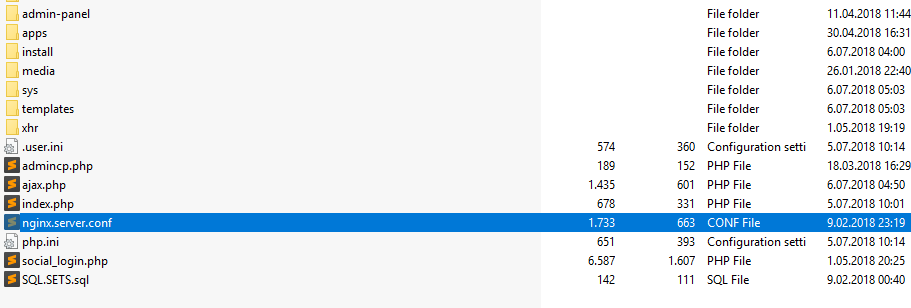 admin-panel File folder 11.04.2018 11:44
apps File folder 30.04.2018 16:31
install File folder 6.07.2018 04:00
media File folder 26.01.2018 22:40
sys File folder 6.07.2018 05:03
templates File folder 6.07.2018 05:03
xhr File folder 1.05.2018 19:19
.user.ini 574 360 Configuration setti 5.07.2018 10:14
admincp.php 189 152 PHP File 18.03.2018 16:29
ajax.php 1.435 601 PHP File 6.07.2018 04:50
index.php 678 331 PHP File 5.07.2018 10:01
nginx.server.conf 1.733 663 CONF File 9.02.2018 23:19
php.ini 651 393 Configuration setti 5.07.2018 10:14
social_login.php 6.587 1.607 PHP File 1.05.2018 20:25
SQL.SETS.sql 142 111 SQL File 9.02.2018 00:40